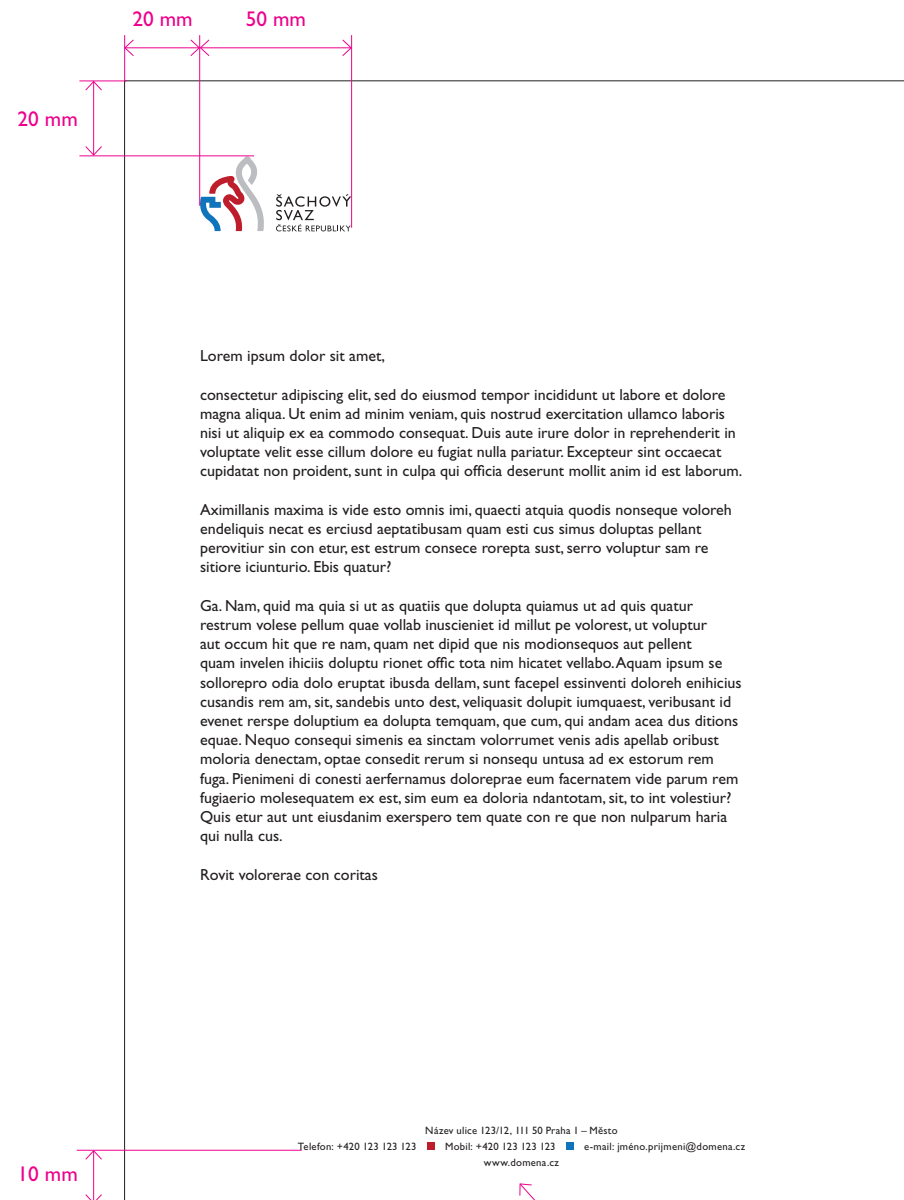 20 mm 50 mm
20 mm
ŠACHOVÝ
SVAZ
ČESKÉ REPUBLIKY
Lorem ipsum dolor sit amet,
consectetur adipiscing elit, sed do eiusmod tempor incididunt ut labore et dolore
magna aliqua. Ut enim ad minim veniam, quis nostrud exercitation ullamco laboris
nisi ut aliquip ex ea commodo consequat. Duis aute irure dolor in reprehenderit in
voluptate velit esse cillum dolore eu fugiat nulla pariatur. Excepteur sint occaecat
cupidatat non proident, sunt in culpa qui officia deserunt mollit anim id est laborum.
Aximillanis maxima is vide esto omnis imi, quaecti atquia quodis nonseque voloreh
endeliquis necat es erciusd aeptatibusam quam esti cus simus doluptas pellant
perovitiur sin con etur, est estrum consece rorepta sust, serro voluptur sam re
sitiore iciunturio. Ebis quatur?
Ga. Nam, quid ma quia si ut as quatiis que dolupta quiamus ut ad quis quatur
restrum volese pellum quae vollab inuscieniet id millut pe volorest, ut voluptur
aut occum hit que re nam, quam net dipid que nis modionsequos aut pellent
quam invelen ihiciis doluptu rionet offic tota nim hicatet vellabo. Aquam ipsum se
sollorepro odia dolo eruptat ibusda dellam, sunt facepel essinventi doloreh enihicius
cusandis rem am, sit, sandebis unto dest, veliquasit dolupit iumquaest, veribusant id
evenet rerspe doluptium ea dolupta temquam, que cum, qui andam acea dus ditions
equae. Nequo consequi simenis ea sinctam volorrumet venis adis apellab oribust
moloria denectam, optae consedit rerum si nonsequ untusa ad ex estorum rem
fuga. Pienimeni di conesti aerfernamus doloreprae eum facernatem vide parum rem
fugiaerio molesequatem ex est, sim eum ea doloria ndantotam, sit, to int volestiur?
Quis etur aut unt eiusdanim exerspero tem quate con re que non nulparum haria
qui nulla cus.
Rovit volorerae con coritas
Název ulice 123/12, 111 50 Praha 1 – Město
Telefon: +420 123 123 123 Mobil: +420 123 123 123 e-mail: jméno.prijmeni@domena.cz
www.domena.cz
10 mm